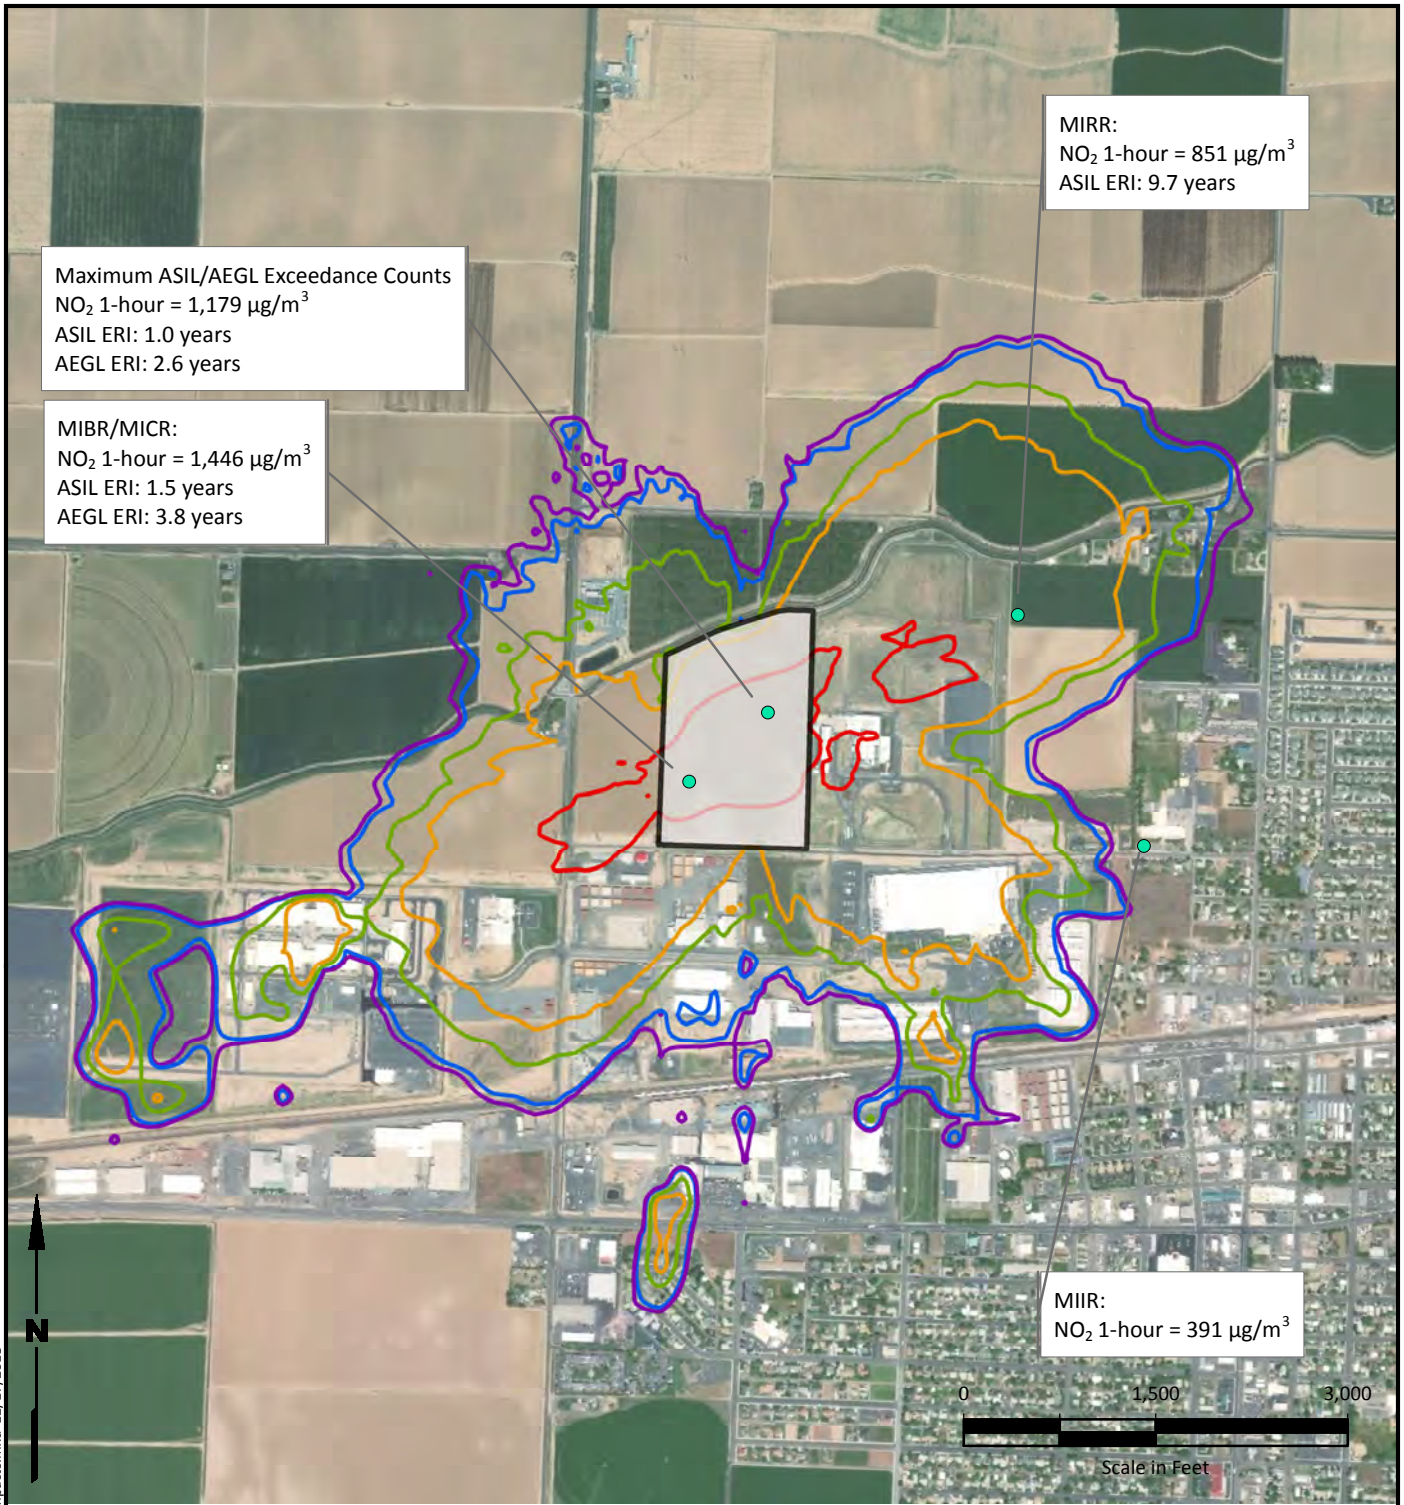 MIRR:
NO₂ 1-hour = 851 µg/m³
ASIL ERI: 9.7 years
Maximum ASIL/AEGL Exceedance Counts
NO₂ 1-hour = 1,179 µg/m³
ASIL ERI: 1.0 years
AEGL ERI: 2.6 years
MIBR/MICR:
NO₂ 1-hour = 1,446 µg/m³
ASIL ERI: 1.5 years
AEGL ERI: 3.8 years
N
MIIR:
NO₂ 1-hour = 391 µg/m³
0 1,500 3,000
Scale in Feet